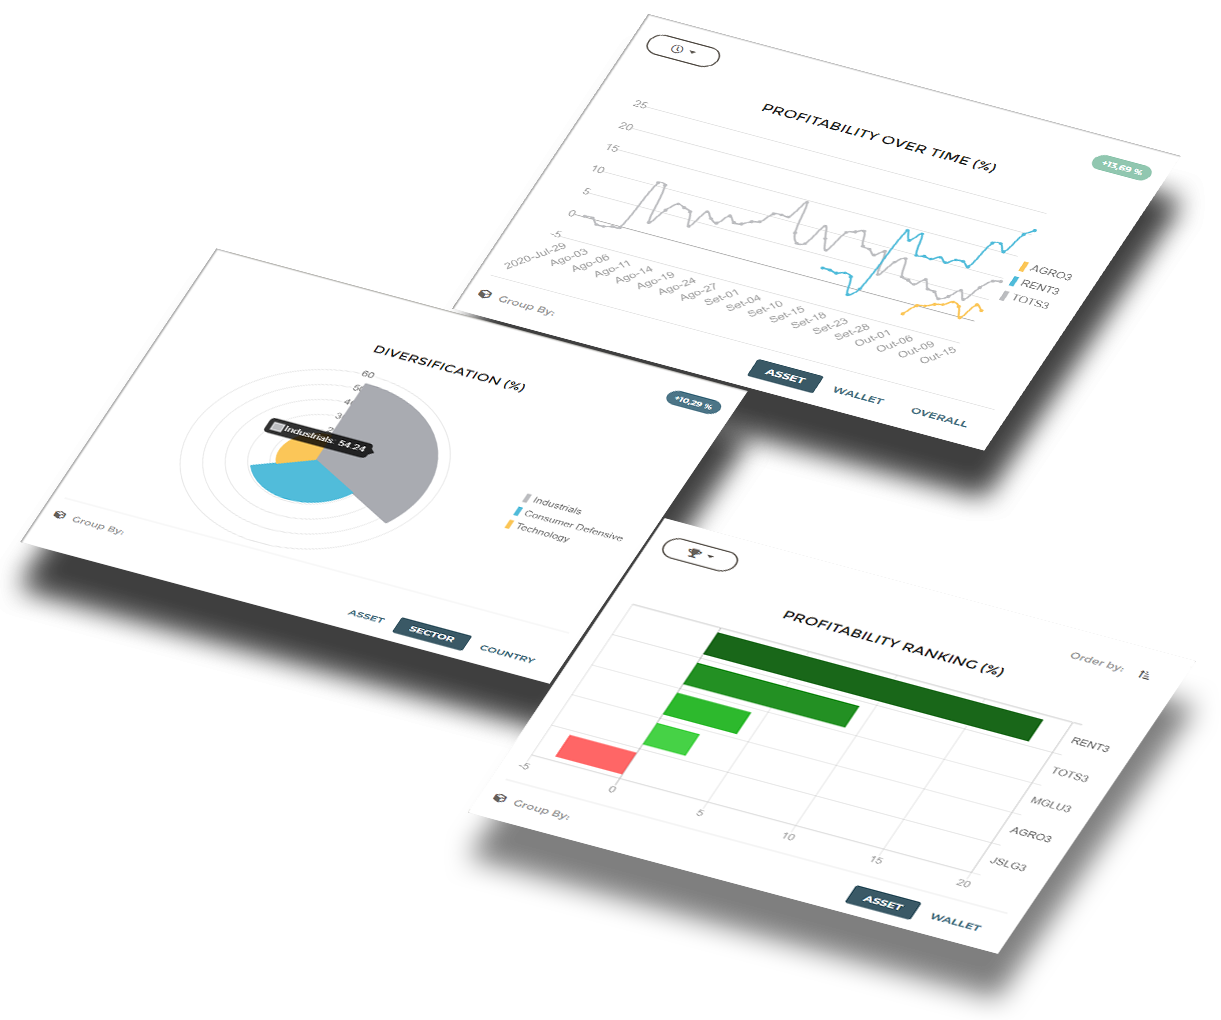 PROFITABILITY OVER TIME (%)
+13,69 %
25
20
15
10
5
0
-5
2020-Jul-29
Ago-03
Ago-06
Ago-11
Ago-14
Ago-19
Ago-24
Ago-27
Set-01
Set-04
Set-10
Set-15
Set-18
Set-23
Set-28
Out-01
Out-06
Out-09
Out-15
AGRO3
RENT3
TOTS3
Group By:
ASSET
WALLET
OVERALL
DIVERSIFICATION (%)
+10,29 %
60
Industrials: 54.24
Industrials
Consumer Defensive
Technology
Group By:
ASSET
SECTOR
COUNTRY
PROFITABILITY RANKING (%)
Order by:
RENT3
TOTS3
MGLU3
AGRO3
JSLG3
-5
0
5
10
15
20
Group By:
ASSET
WALLET